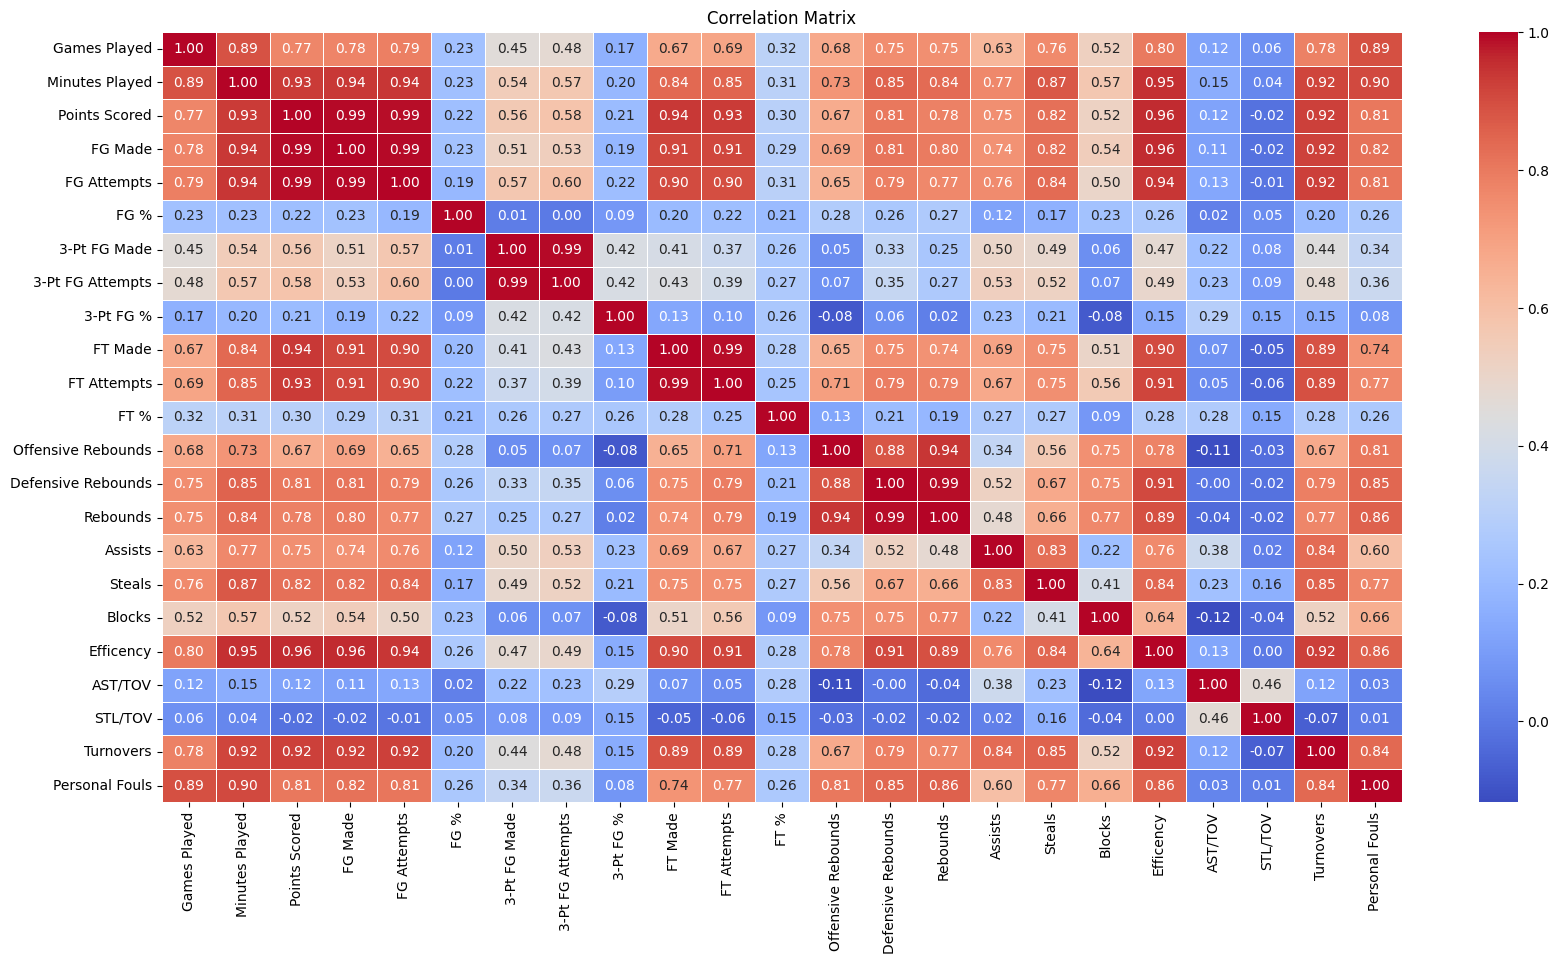 Correlation Matrix
Games Played 1.00 0.89 0.77 0.78 0.79 0.23 0.45 0.48 0.17 0.67 0.69 0.32 0.68 0.75 0.75 0.63 0.76 0.52 0.80 0.12 0.06 0.78 0.89
Minutes Played 0.89 1.00 0.93 0.94 0.94 0.23 0.54 0.57 0.20 0.84 0.85 0.31 0.73 0.85 0.84 0.77 0.87 0.57 0.95 0.15 0.04 0.92 0.90
Points Scored 0.77 0.93 1.00 0.99 0.99 0.22 0.56 0.58 0.21 0.94 0.93 0.30 0.67 0.81 0.78 0.75 0.82 0.52 0.96 0.12 -0.02 0.92 0.81
FG Made 0.78 0.94 0.99 1.00 0.99 0.23 0.51 0.53 0.19 0.91 0.91 0.29 0.69 0.81 0.80 0.74 0.82 0.54 0.96 0.11 -0.02 0.92 0.82
FG Attempts 0.79 0.94 0.99 0.99 1.00 0.19 0.57 0.60 0.22 0.90 0.90 0.31 0.65 0.79 0.77 0.76 0.84 0.50 0.94 0.13 -0.01 0.92 0.81
FG % 0.23 0.23 0.22 0.23 0.19 1.00 0.01 0.00 0.09 0.20 0.22 0.21 0.28 0.26 0.27 0.12 0.17 0.23 0.26 0.02 0.05 0.20 0.26
3-Pt FG Made 0.45 0.54 0.56 0.51 0.57 0.01 1.00 0.99 0.42 0.41 0.37 0.26 0.05 0.33 0.25 0.50 0.49 0.06 0.47 0.22 0.08 0.44 0.34
3-Pt FG Attempts 0.48 0.57 0.58 0.53 0.60 0.00 0.99 1.00 0.42 0.43 0.39 0.27 0.07 0.35 0.27 0.53 0.52 0.07 0.49 0.23 0.09 0.48 0.36
3-Pt FG % 0.17 0.20 0.21 0.19 0.22 0.09 0.42 0.42 1.00 0.13 0.10 0.26 -0.08 0.06 0.02 0.23 0.21 -0.08 0.15 0.29 0.15 0.15 0.08
FT Made 0.67 0.84 0.94 0.91 0.90 0.20 0.41 0.43 0.13 1.00 0.99 0.28 0.65 0.75 0.74 0.69 0.75 0.51 0.90 0.07 -0.05 0.89 0.74
FT Attempts 0.69 0.85 0.93 0.91 0.90 0.22 0.37 0.39 0.10 0.99 1.00 0.25 0.71 0.79 0.79 0.67 0.75 0.56 0.91 0.05 -0.06 0.89 0.77
FT % 0.32 0.31 0.30 0.29 0.31 0.21 0.26 0.27 0.26 0.28 0.25 1.00 0.13 0.21 0.19 0.27 0.27 0.09 0.28 0.28 0.15 0.28 0.26
Offensive Rebounds 0.68 0.73 0.67 0.69 0.65 0.28 0.05 0.07 -0.08 0.65 0.71 0.13 1.00 0.88 0.94 0.34 0.56 0.75 0.78 -0.11 -0.03 0.67 0.81
Defensive Rebounds 0.75 0.85 0.81 0.81 0.79 0.26 0.33 0.35 0.06 0.75 0.79 0.21 0.88 1.00 0.99 0.52 0.67 0.75 0.91 -0.00 -0.02 0.79 0.85
Rebounds 0.75 0.84 0.78 0.80 0.77 0.27 0.25 0.27 0.02 0.74 0.79 0.19 0.94 0.99 1.00 0.48 0.66 0.77 0.89 -0.04 -0.02 0.77 0.86
Assists 0.63 0.77 0.75 0.74 0.76 0.12 0.50 0.53 0.23 0.69 0.67 0.27 0.34 0.52 0.48 1.00 0.83 0.22 0.76 0.38 0.02 0.84 0.60
Steals 0.76 0.87 0.82 0.82 0.84 0.17 0.49 0.52 0.21 0.75 0.75 0.27 0.56 0.67 0.66 0.83 1.00 0.41 0.84 0.23 0.16 0.85 0.77
Blocks 0.52 0.57 0.52 0.54 0.50 0.23 0.06 0.07 -0.08 0.51 0.56 0.09 0.75 0.75 0.77 0.22 0.41 1.00 0.64 -0.12 -0.04 0.52 0.66
Efficency 0.80 0.95 0.96 0.96 0.94 0.26 0.47 0.49 0.15 0.90 0.91 0.28 0.78 0.91 0.89 0.76 0.84 0.64 1.00 0.13 0.00 0.92 0.86
AST/TOV 0.12 0.15 0.12 0.11 0.13 0.02 0.22 0.23 0.29 0.07 0.05 0.28 -0.11 -0.00 -0.04 0.38 0.23 -0.12 0.13 1.00 0.46 0.12 0.03
STL/TOV 0.06 0.04 -0.02 -0.02 -0.01 0.05 0.08 0.09 0.15 -0.05 -0.06 0.15 -0.03 -0.02 -0.02 0.02 0.16 -0.04 0.00 0.46 1.00 -0.07 0.01
Turnovers 0.78 0.92 0.92 0.92 0.92 0.20 0.44 0.48 0.15 0.89 0.89 0.28 0.67 0.79 0.77 0.84 0.85 0.52 0.92 0.12 -0.07 1.00 0.84
Personal Fouls 0.89 0.90 0.81 0.82 0.81 0.26 0.34 0.36 0.08 0.74 0.77 0.26 0.81 0.85 0.86 0.60 0.77 0.66 0.86 0.03 0.01 0.84 1.00
Games Played
Minutes Played
Points Scored
FG Made
FG Attempts
FG %
3-Pt FG Made
3-Pt FG Attempts
3-Pt FG %
FT Made
FT Attempts
FT %
Offensive Rebounds
Defensive Rebounds
Rebounds
Assists
Steals
Blocks
Efficency
AST/TOV
STL/TOV
Turnovers
Personal Fouls
1.0
0.8
0.6
0.4
0.2
0.0